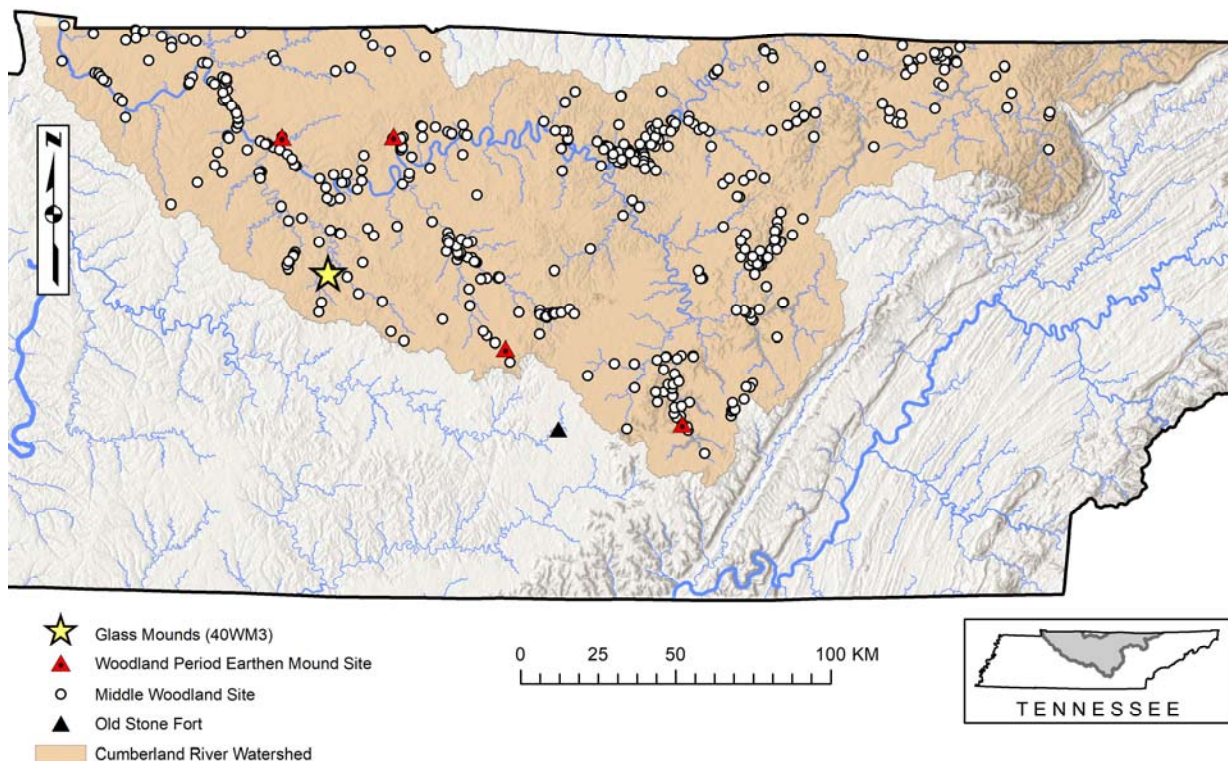 N
Glass Mounds (40WM3)
Woodland Period Earthen Mound Site
Middle Woodland Site
Old Stone Fort
Cumberland River Watershed
0 25 50 100 KM
TENNESSEE